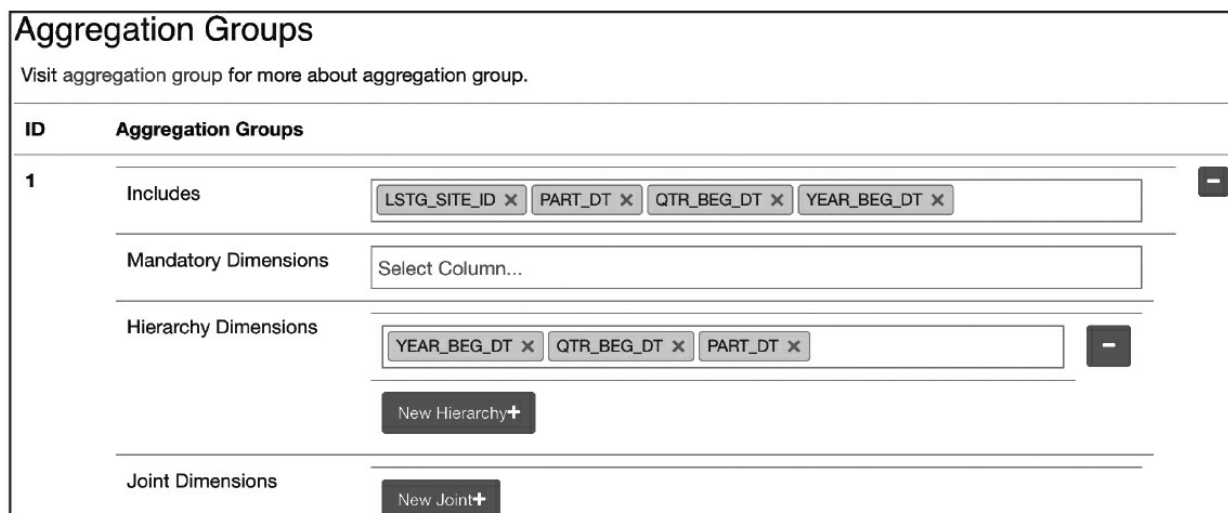 Aggregation Groups
Visit aggregation group for more about aggregation group.
ID Aggregation Groups
1 Includes LSTG_SITE_ID × PART_DT × QTR_BEG_DT × YEAR_BEG_DT ×
Mandatory Dimensions Select Column...
Hierarchy Dimensions YEAR_BEG_DT × QTR_BEG_DT × PART_DT ×
New Hierarchy+
Joint Dimensions New Joint+